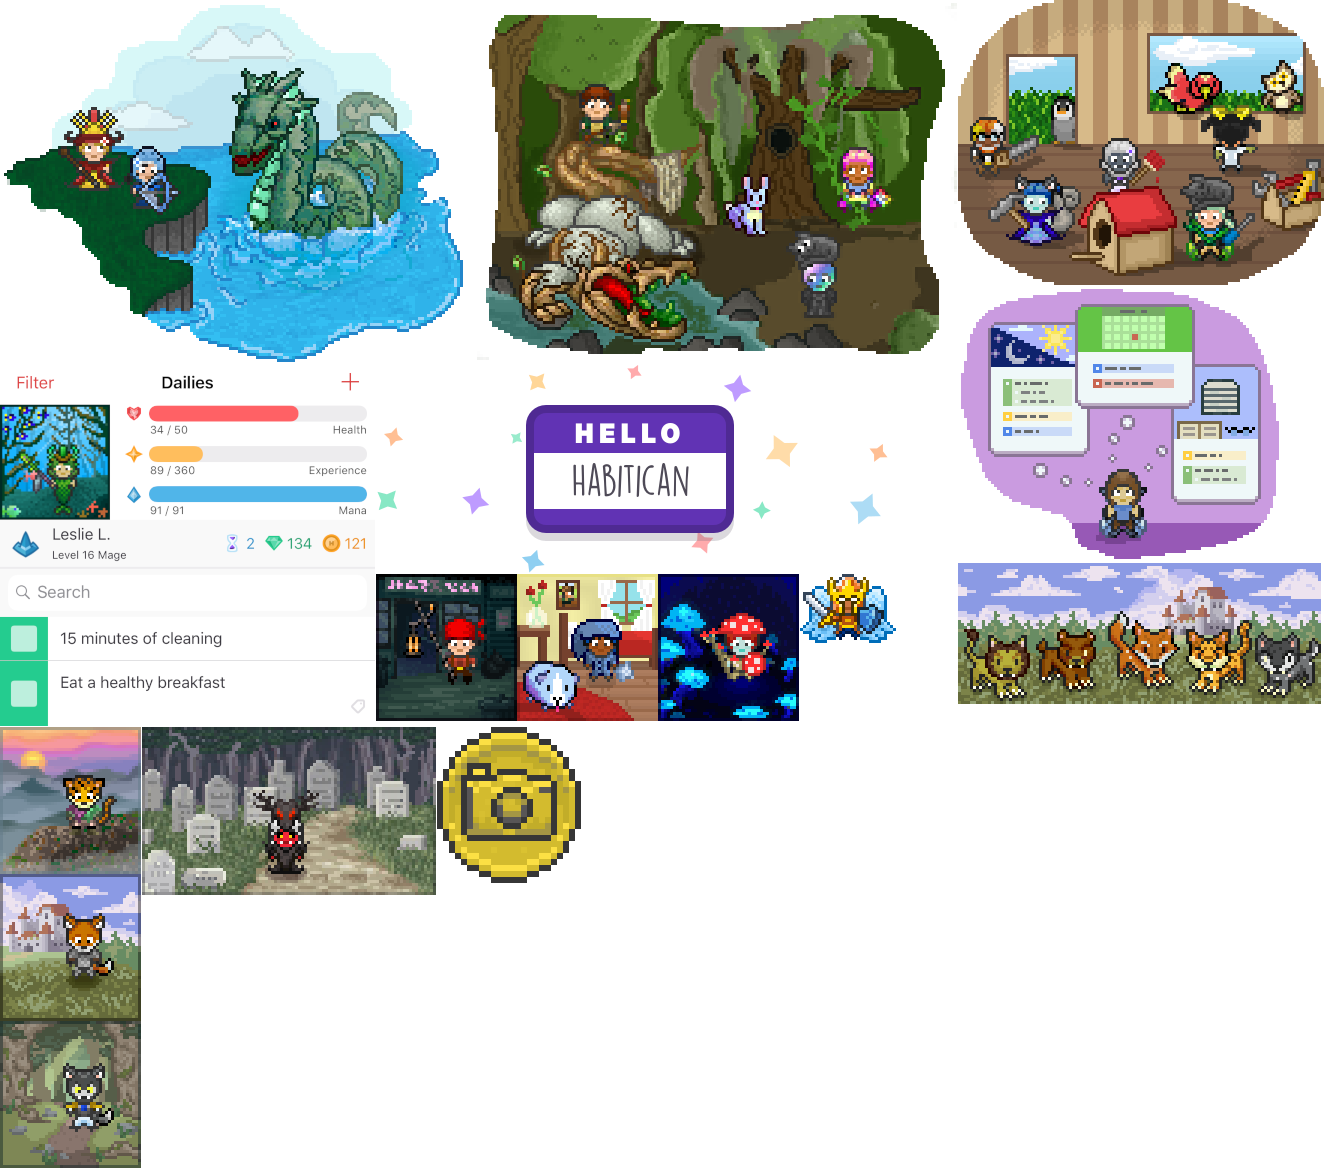 Filter
Dailies
34 / 50
Health
89 / 360
Experience
91 / 91
Mana
Leslie L.
Level 16 Mage
2
134
121
Search
15 minutes of cleaning
Eat a healthy breakfast
HELLO
HABITICAN